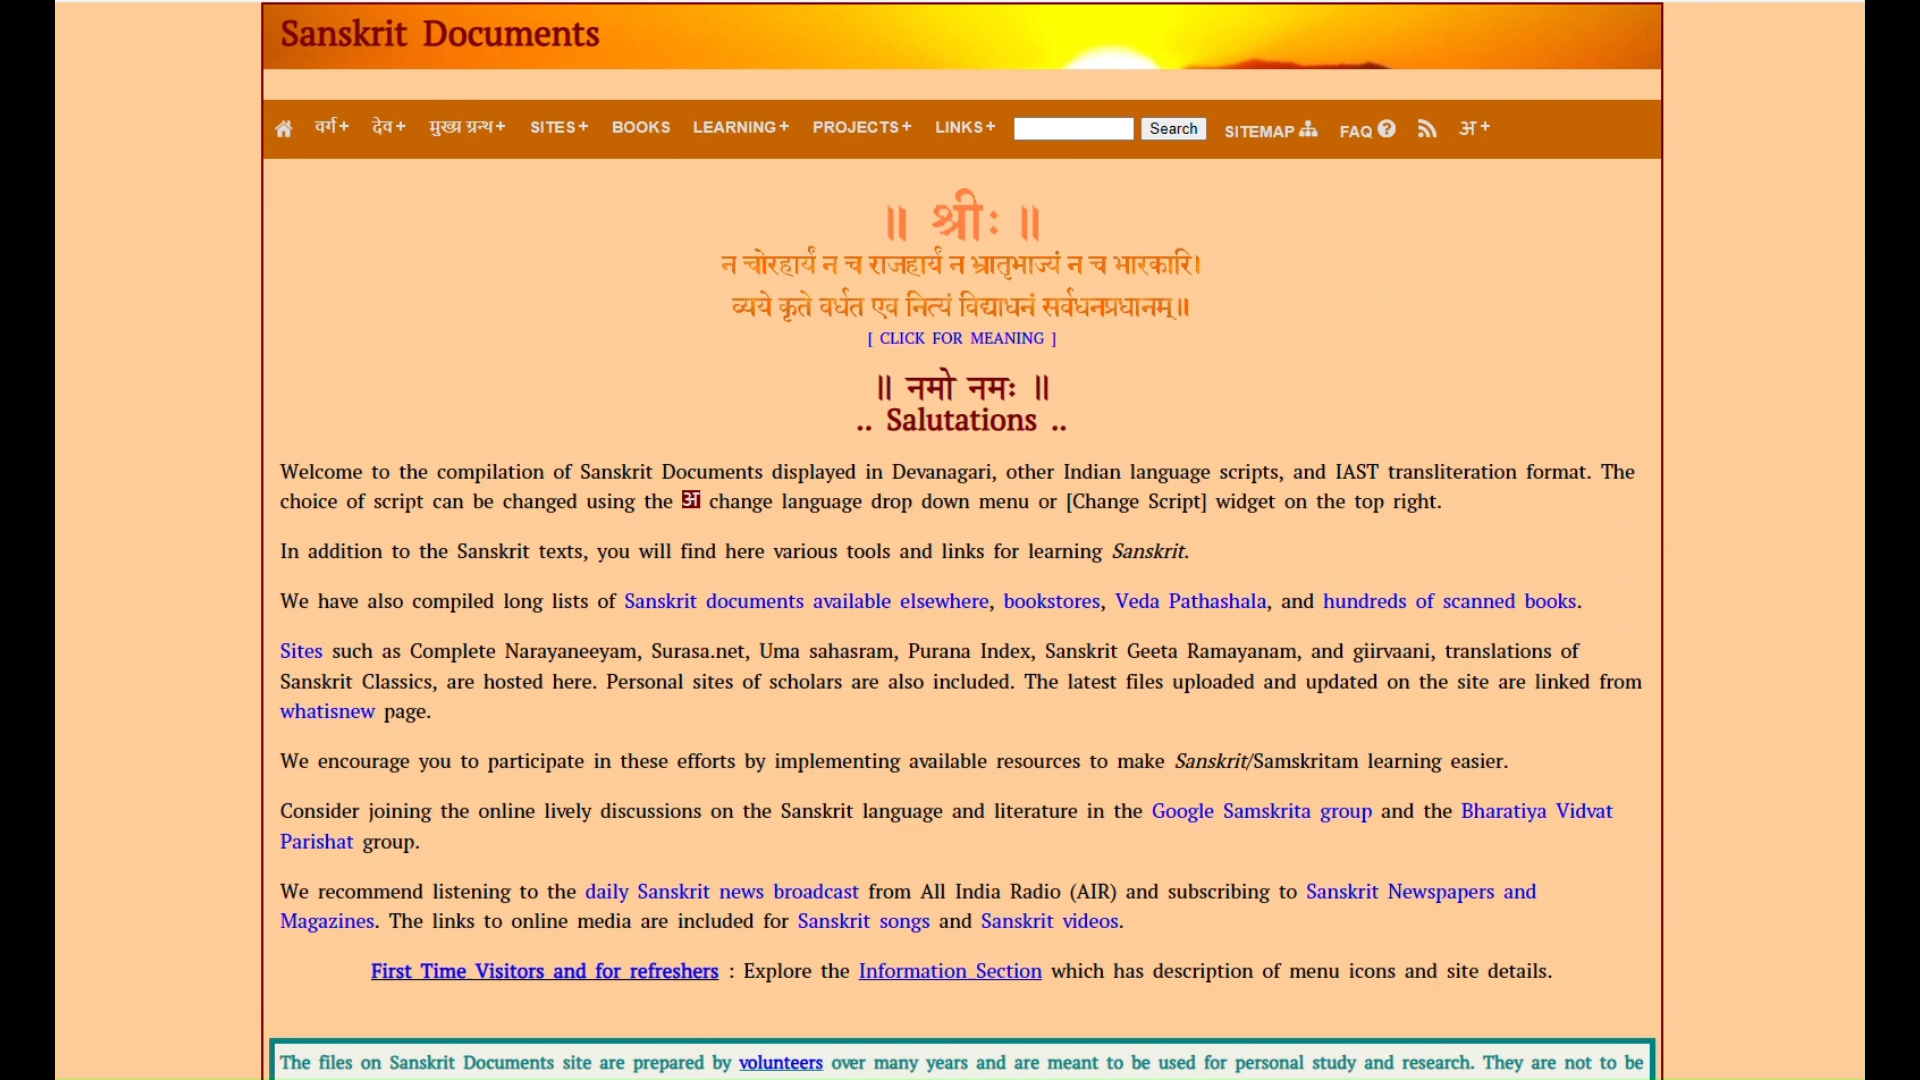 Sanskrit Documents
वर्ग+ देव+ मुख्य ग्रन्थ+ SITES+ BOOKS LEARNING+ PROJECTS+ LINKS+ Search SITEMAP FAQ अ+
॥ श्रीः ॥
न चोरहार्यं न च राजहार्यं न भ्रातृभाज्यं न च भारकारि।
व्यये कृते वर्धत एव नित्यं विद्याधनं सर्वधनप्रधानम्॥
[ CLICK FOR MEANING ]
॥ नमो नमः ॥
.. Salutations ..
Welcome to the compilation of Sanskrit Documents displayed in Devanagari, other Indian language scripts, and IAST transliteration format. The
choice of script can be changed using the अ change language drop down menu or [Change Script] widget on the top right.
In addition to the Sanskrit texts, you will find here various tools and links for learning Sanskrit.
We have also compiled long lists of Sanskrit documents available elsewhere, bookstores, Veda Pathashala, and hundreds of scanned books.
Sites such as Complete Narayaneeyam, Surasa.net, Uma sahasram, Purana Index, Sanskrit Geeta Ramayanam, and giirvaani, translations of
Sanskrit Classics, are hosted here. Personal sites of scholars are also included. The latest files uploaded and updated on the site are linked from
whatisnew page.
We encourage you to participate in these efforts by implementing available resources to make Sanskrit/Samskritam learning easier.
Consider joining the online lively discussions on the Sanskrit language and literature in the Google Samskrita group and the Bharatiya Vidvat
Parishat group.
We recommend listening to the daily Sanskrit news broadcast from All India Radio (AIR) and subscribing to Sanskrit Newspapers and
Magazines. The links to online media are included for Sanskrit songs and Sanskrit videos.
First Time Visitors and for refreshers : Explore the Information Section which has description of menu icons and site details.
The files on Sanskrit Documents site are prepared by volunteers over many years and are meant to be used for personal study and research. They are not to be